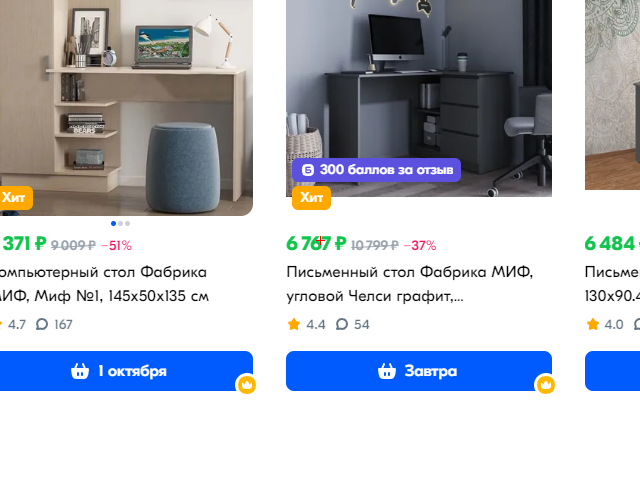 BEARS
Хит
371 ₽ 9 009 ₽ −51%
омпьютерный стол Фабрика
МИФ, Миф №1, 145х50х135 см
4.7 167
1 октября
300 баллов за отзыв
Хит
6 767 ₽ 10 799 ₽ −37%
Письменный стол Фабрика МИФ,
угловой Челси графит,...
4.4 54
Завтра
6 484
Письме
130х90.4
4.0